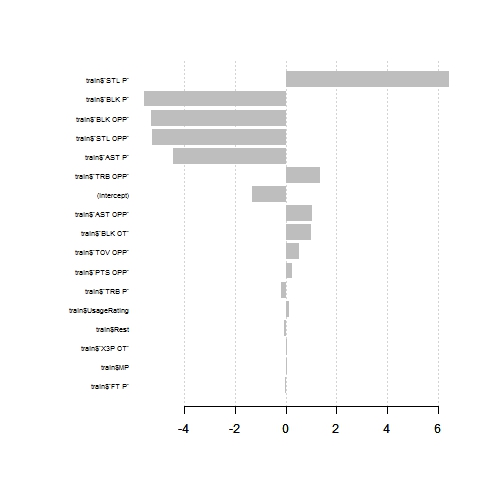 train$`STL P`
train$`BLK P`
train$`BLK OPP`
train$`STL OPP`
train$`AST P`
train$`TRB OPP`
(Intercept)
train$`AST OPP`
train$`BLK OT`
train$`TOV OPP`
train$`PTS OPP`
train$`TRB P`
train$UsageRating
train$Rest
train$`X3P OT`
train$MP
train$`FT P`
-4 -2 0 2 4 6